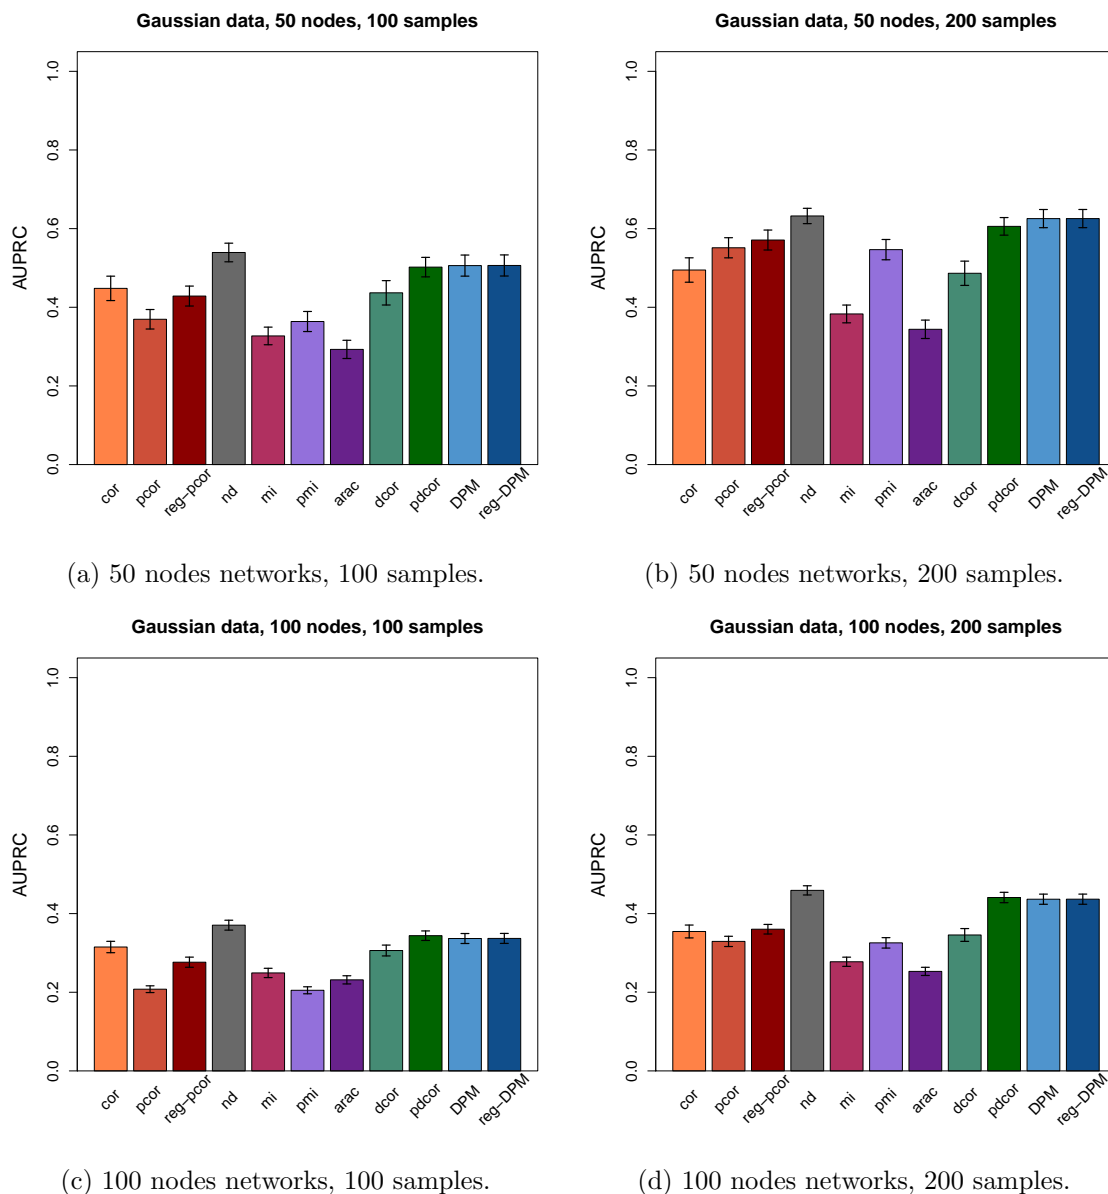 Gaussian data, 50 nodes, 100 samples
AUPRC
0.0 0.2 0.4 0.6 0.8 1.0
cor pcor reg−pcor nd mi pmi arac dcor pdcor DPM reg−DPM
(a) 50 nodes networks, 100 samples.
Gaussian data, 50 nodes, 200 samples
AUPRC
0.0 0.2 0.4 0.6 0.8 1.0
cor pcor reg−pcor nd mi pmi arac dcor pdcor DPM reg−DPM
(b) 50 nodes networks, 200 samples.
Gaussian data, 100 nodes, 100 samples
AUPRC
0.0 0.2 0.4 0.6 0.8 1.0
cor pcor reg−pcor nd mi pmi arac dcor pdcor DPM reg−DPM
(c) 100 nodes networks, 100 samples.
Gaussian data, 100 nodes, 200 samples
AUPRC
0.0 0.2 0.4 0.6 0.8 1.0
cor pcor reg−pcor nd mi pmi arac dcor pdcor DPM reg−DPM
(d) 100 nodes networks, 200 samples.